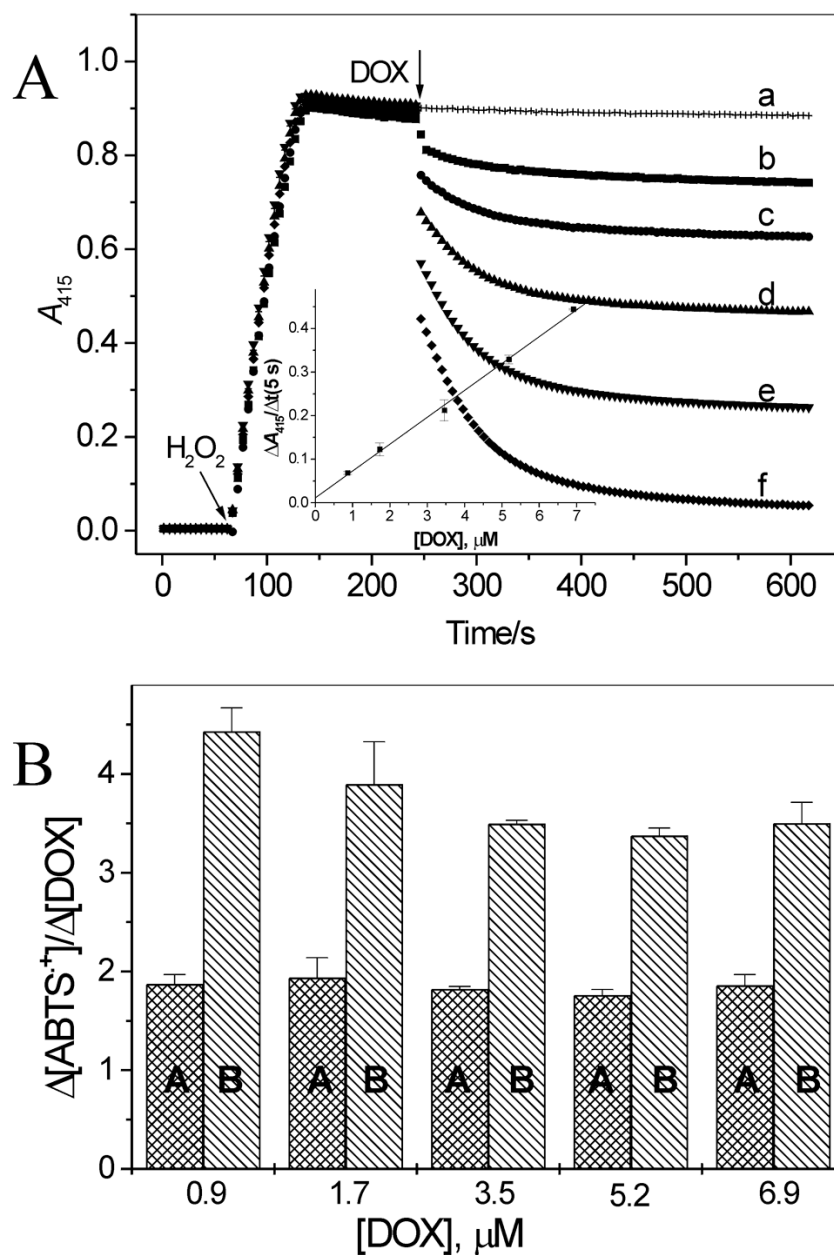 A
DOX
a
b
c
d
e
f
H₂O₂
1.0
0.8
0.6
0.4
0.2
0.0
A₄₁₅
0 100 200 300 400 500 600
Time/s
0.4
0.3
0.2
0.1
0.0
ΔA₄₁₅/Δt(5 s)
0 1 2 3 4 5 6 7
[DOX], μM
B
4
3
2
1
0
Δ[ABTS·⁺]/Δ[DOX]
A B A B A B A B A B
0.9 1.7 3.5 5.2 6.9
[DOX], μM